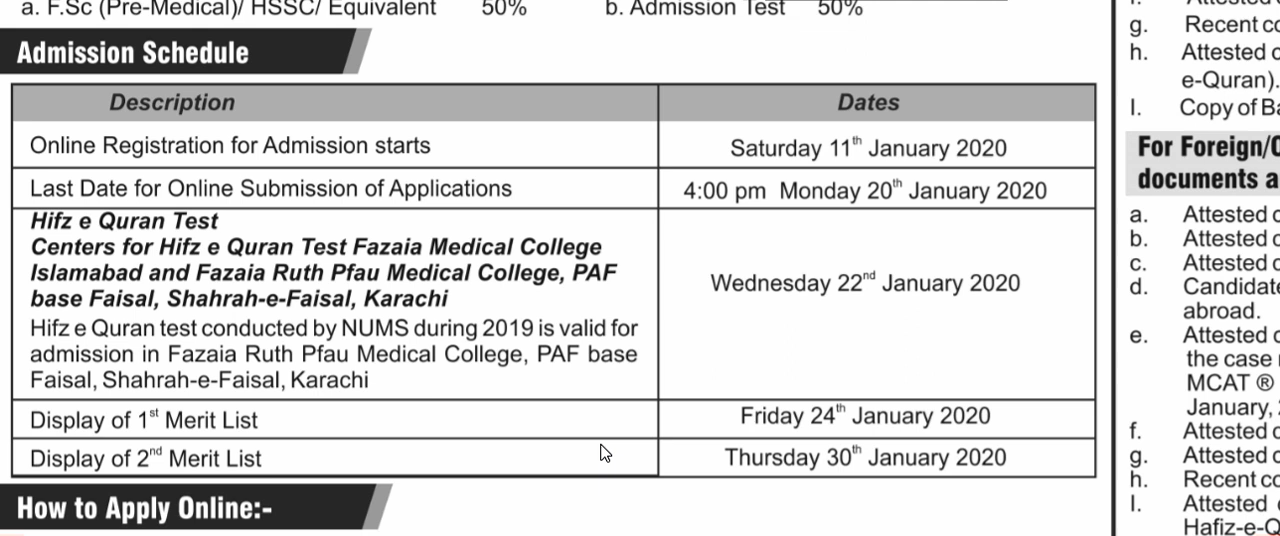 a. F.Sc (Pre-Medical)/ HSSC/ Equivalent 50% b. Admission Test 50%
Admission Schedule
Description Dates
Online Registration for Admission starts Saturday 11th January 2020
Last Date for Online Submission of Applications 4:00 pm Monday 20th January 2020
Hifz e Quran Test
Centers for Hifz e Quran Test Fazaia Medical College
Islamabad and Fazaia Ruth Pfau Medical College, PAF
base Faisal, Shahrah-e-Faisal, Karachi
Wednesday 22nd January 2020
Hifz e Quran test conducted by NUMS during 2019 is valid for
admission in Fazaia Ruth Pfau Medical College, PAF base
Faisal, Shahrah-e-Faisal, Karachi
Display of 1st Merit List Friday 24th January 2020
Display of 2nd Merit List Thursday 30th January 2020
How to Apply Online:-
g. Recent
h. Attested
e-Quran).
I. Copy of
For Foreign/
documents
a. Attested
b. Attested
c. Attested
d. Candidate
abroad.
e. Attested
the case
MCAT ®
January,
f. Attested
g. Attested
h. Recent
I. Attested
Hafiz-e-